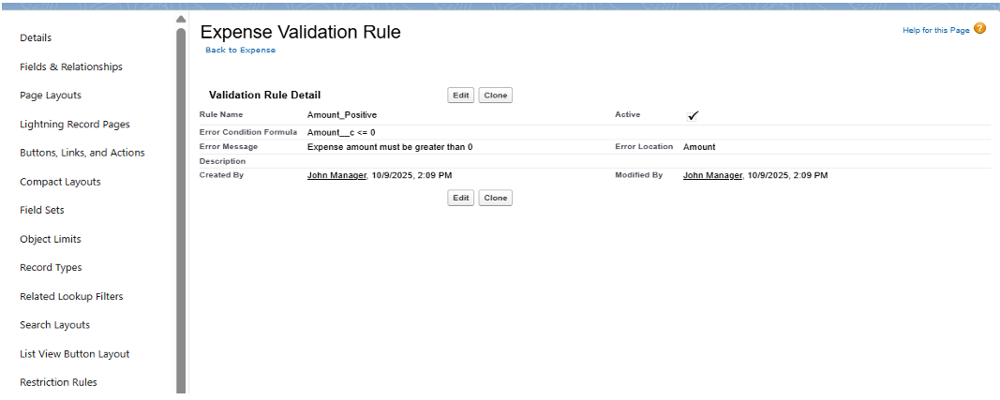 Details
Fields & Relationships
Page Layouts
Lightning Record Pages
Buttons, Links, and Actions
Compact Layouts
Field Sets
Object Limits
Record Types
Related Lookup Filters
Search Layouts
List View Button Layout
Restriction Rules
Expense Validation Rule
Help for this Page ?
Back to Expense
Validation Rule Detail Edit Clone
Rule Name Amount_Positive Active
Error Condition Formula Amount__c <= 0
Error Message Expense amount must be greater than 0 Error Location Amount
Description
Created By John Manager, 10/9/2025, 2:09 PM Modified By John Manager, 10/9/2025, 2:09 PM
Edit Clone